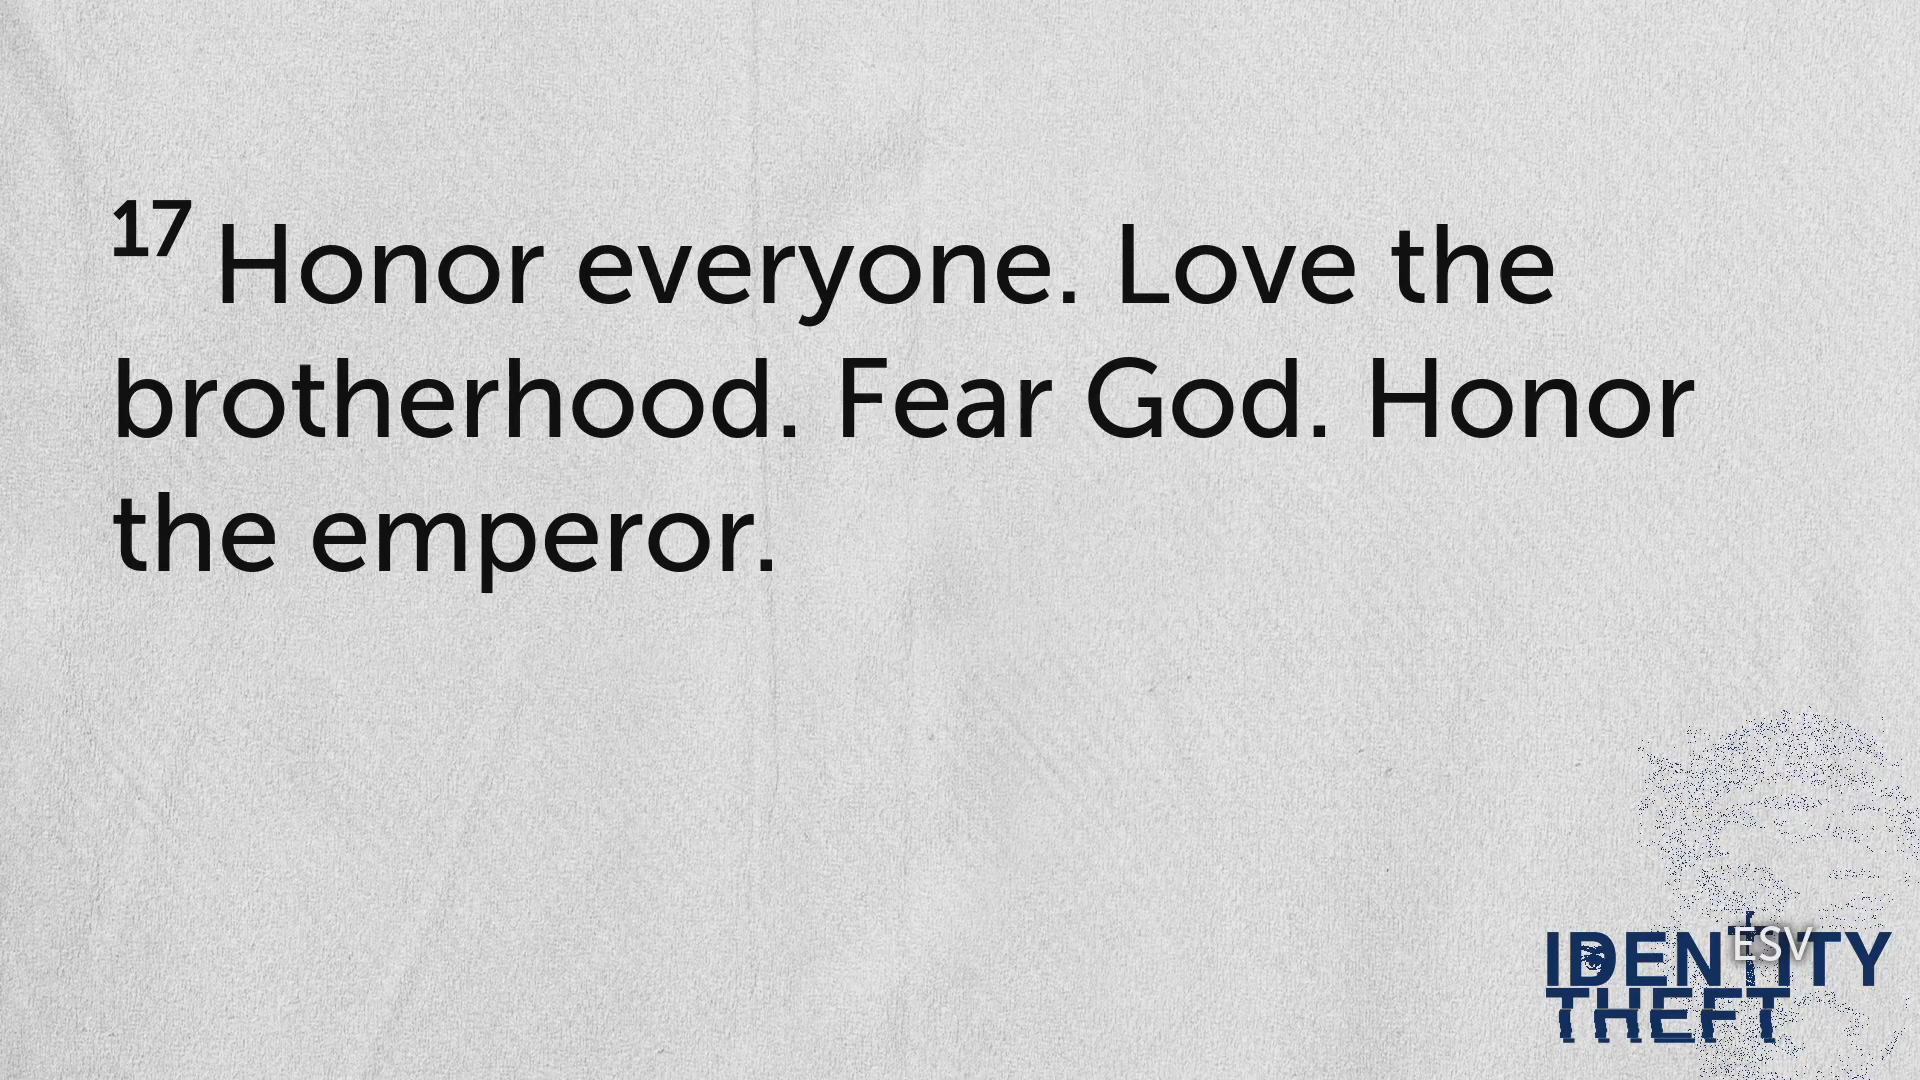 17 Honor everyone. Love the
brotherhood. Fear God. Honor
the emperor.
ESV
IDENTITY
THEFT